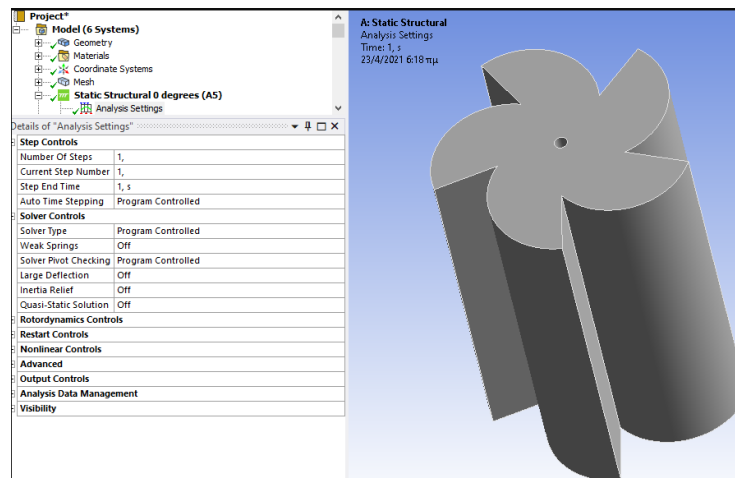 Project*
Model (6 Systems)
Geometry
Materials
Coordinate Systems
Mesh
Static Structural 0 degrees (A5)
Analysis Settings
Details of "Analysis Settings"
Step Controls
Number Of Steps 1,
Current Step Number 1,
Step End Time 1, s
Auto Time Stepping Program Controlled
Solver Controls
Solver Type Program Controlled
Weak Springs Off
Solver Pivot Checking Program Controlled
Large Deflection Off
Inertia Relief Off
Quasi-Static Solution Off
Rotordynamics Controls
Restart Controls
Nonlinear Controls
Advanced
Output Controls
Analysis Data Management
Visibility
A: Static Structural
Analysis Settings
Time: 1, s
23/4/2021 6:18 πμ